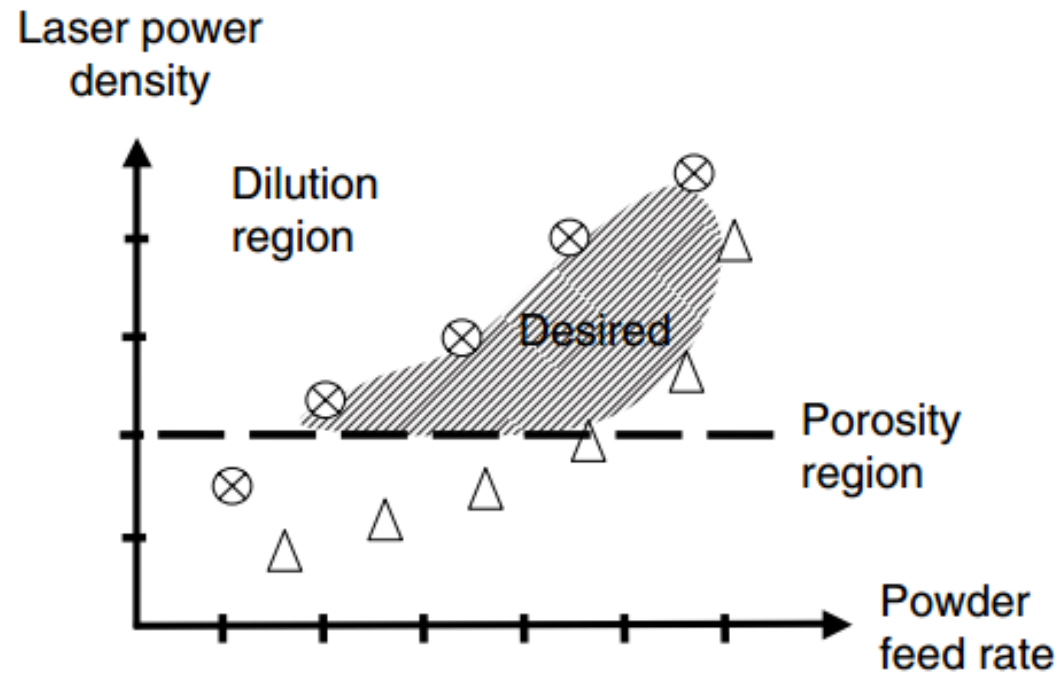 Laser power
density
Dilution
region
Desired
Porosity
region
Powder
feed rate